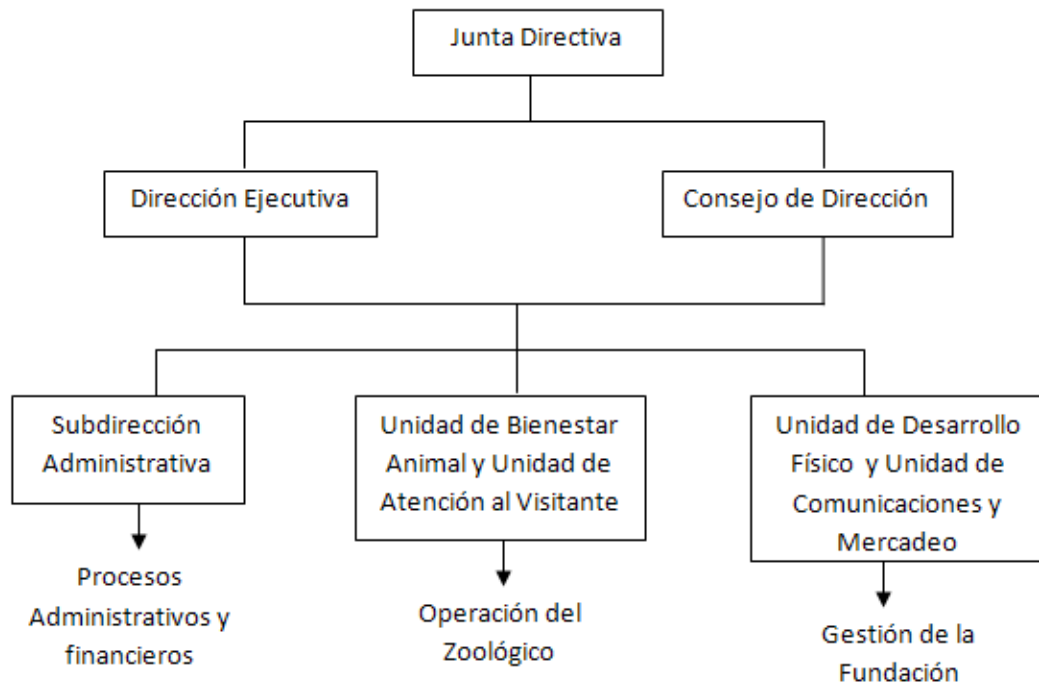 Junta Directiva
Dirección Ejecutiva
Consejo de Dirección
Subdirección
Administrativa
Unidad de Bienestar
Animal y Unidad de
Atención al Visitante
Unidad de Desarrollo
Físico y Unidad de
Comunicaciones y
Mercadeo
Procesos
Administrativos y
financieros
Operación del
Zoológico
Gestión de la
Fundación